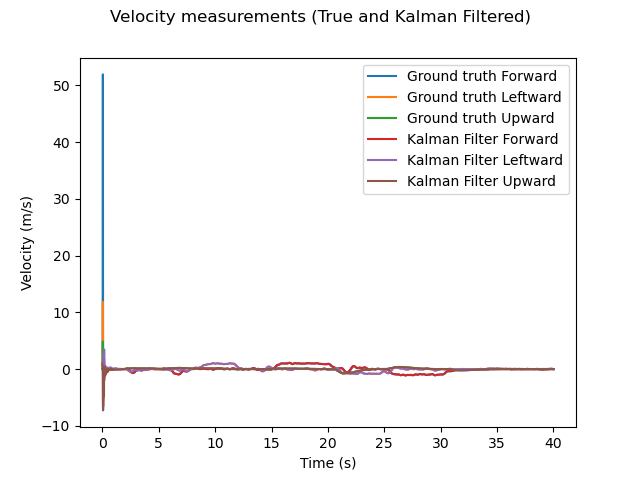 Velocity measurements (True and Kalman Filtered)
Ground truth Forward
Ground truth Leftward
Ground truth Upward
Kalman Filter Forward
Kalman Filter Leftward
Kalman Filter Upward
50
40
30
20
10
0
−10
Velocity (m/s)
0 5 10 15 20 25 30 35 40
Time (s)